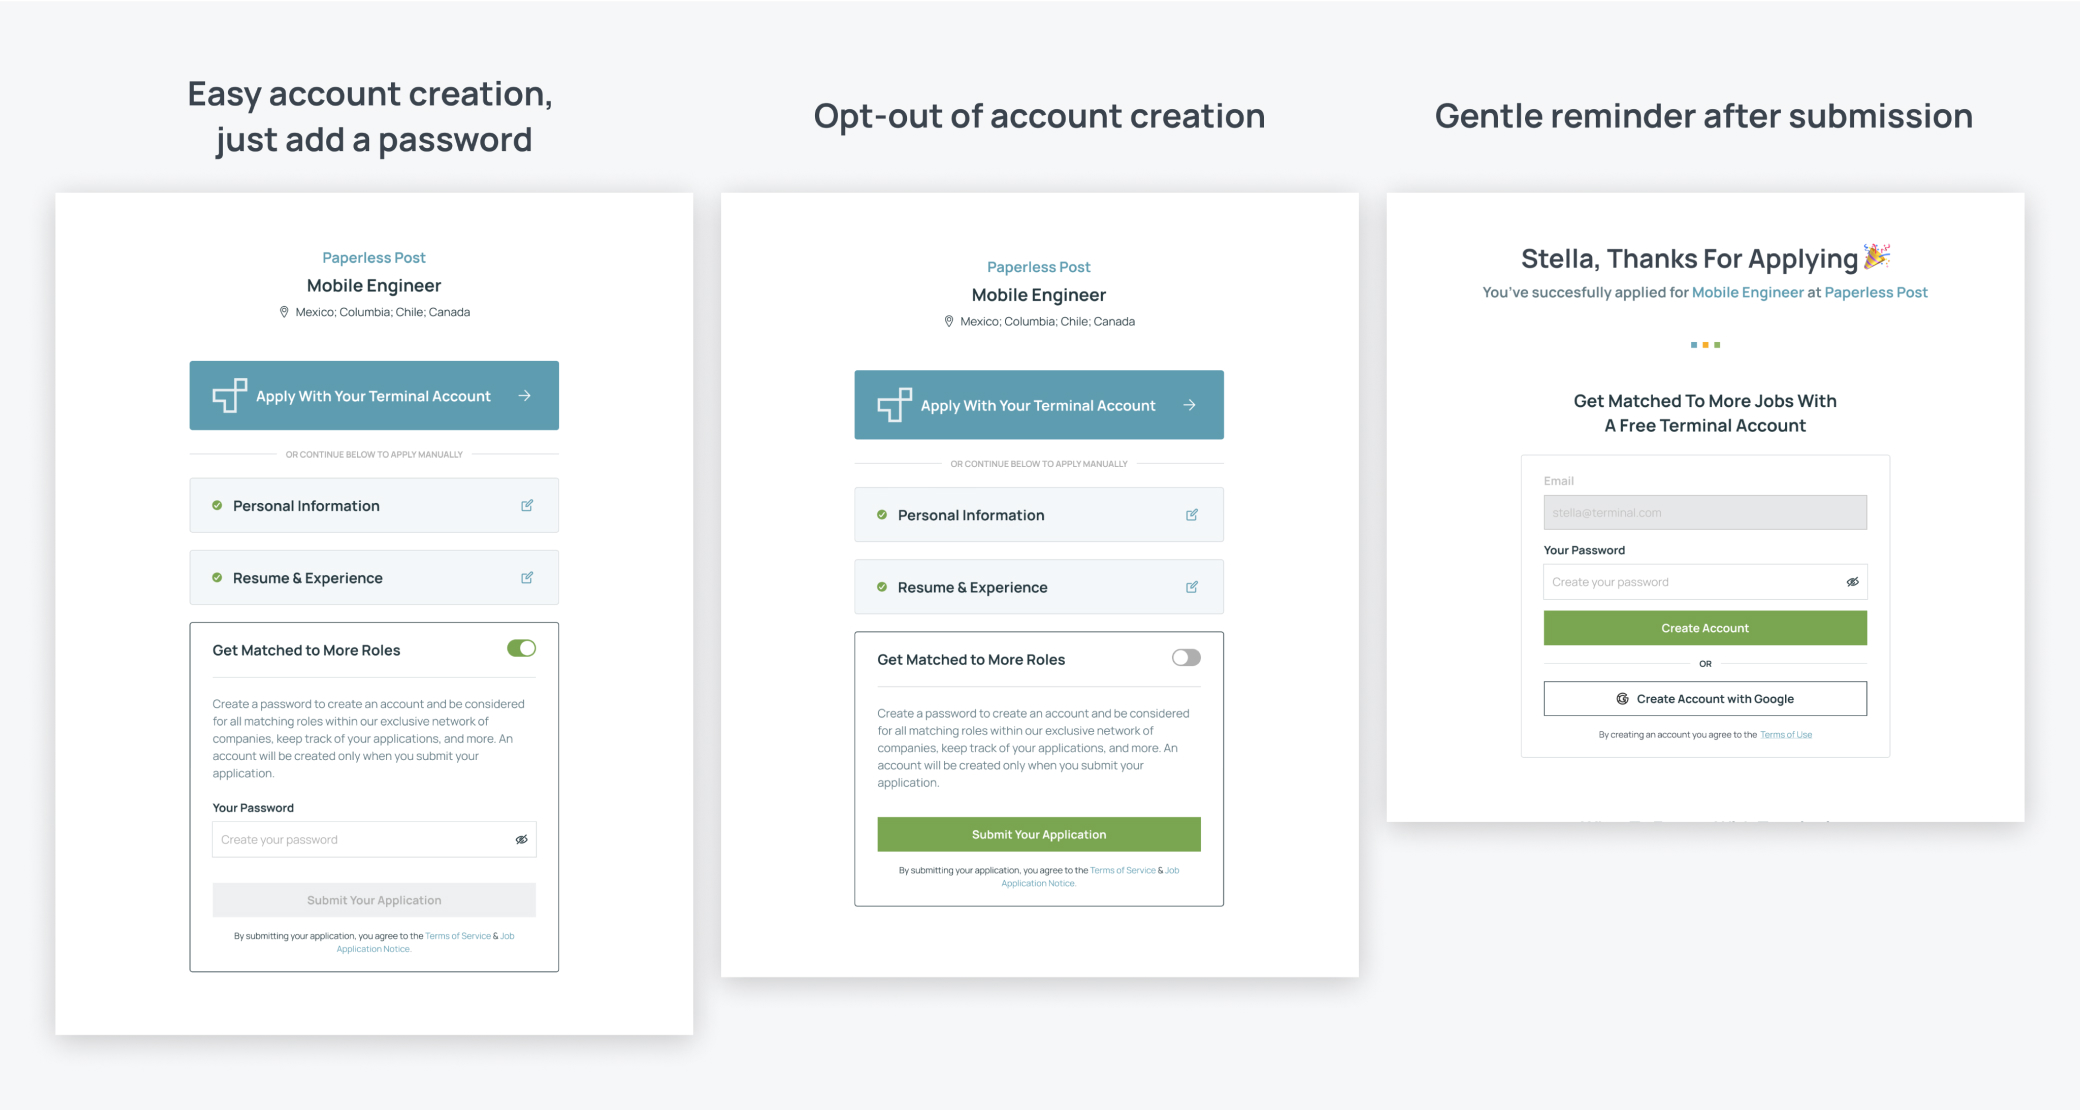 Easy account creation,
just add a password
Paperless Post
Mobile Engineer
Mexico; Columbia; Chile; Canada
Apply With Your Terminal Account
OR CONTINUE BELOW TO APPLY MANUALLY
Personal Information
Resume & Experience
Get Matched to More Roles
Create a password to create an account and be considered
for all matching roles within our exclusive network of
companies, keep track of your applications, and more. An
account will be created only when you submit your
application.
Your Password
Create your password
Submit Your Application
By submitting your application, you agree to the Terms of Service & Job
Application Notice.
Opt-out of account creation
Paperless Post
Mobile Engineer
Mexico; Columbia; Chile; Canada
Apply With Your Terminal Account
OR CONTINUE BELOW TO APPLY MANUALLY
Personal Information
Resume & Experience
Get Matched to More Roles
Create a password to create an account and be considered
for all matching roles within our exclusive network of
companies, keep track of your applications, and more. An
account will be created only when you submit your
application.
Submit Your Application
By submitting your application, you agree to the Terms of Service & Job
Application Notice.
Gentle reminder after submission
Stella, Thanks For Applying🎉
You've succesfully applied for Mobile Engineer at Paperless Post
Get Matched To More Jobs With
A Free Terminal Account
Email
stella@terminal.com
Your Password
Create your password
Create Account
OR
Create Account with Google
By creating an account you agree to the Terms of Use